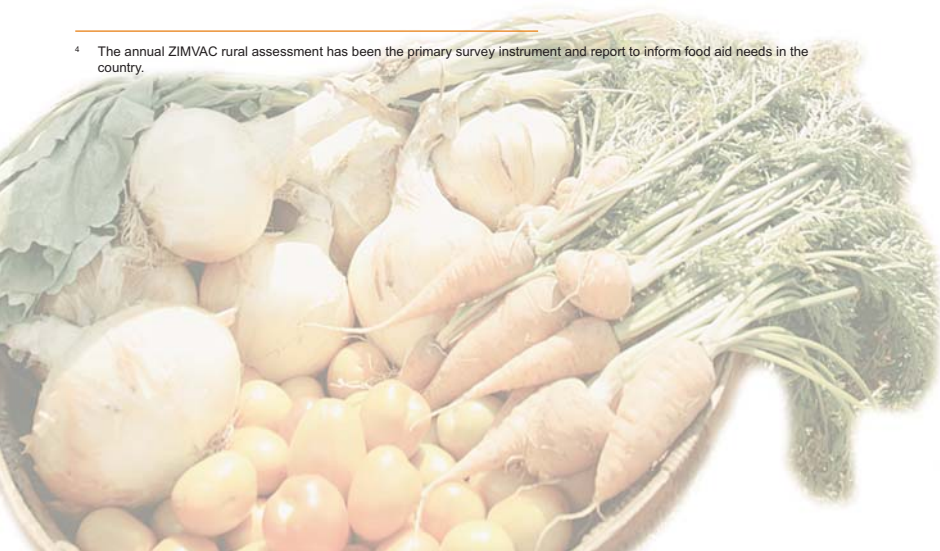 4 The annual ZIMVAC rural assessment has been the primary survey instrument and report to inform food aid needs in the
country.